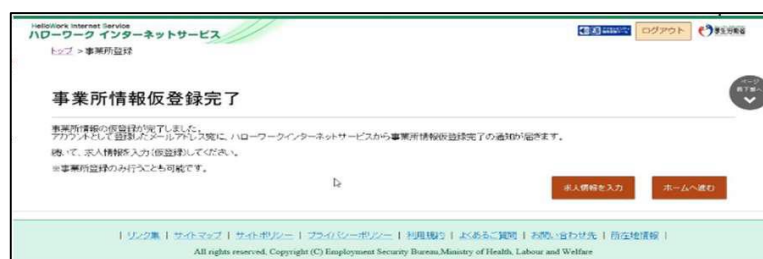 HelloWork Internet Service
ハローワーク インターネットサービス
ログアウト
厚生労働省
トップ > 事業所登録
ページ
最下部へ
事業所情報仮登録完了
事業所情報の仮登録が完了しました。
アカウントとして登録したメールアドレス宛に、ハローワークインターネットサービスから事業所情報仮登録完了の通知が届きます。
続いて、求人情報を入力(仮登録)してください。
※事業所登録のみ行うことも可能です。
求人情報を入力
ホームへ進む
| リンク集 | サイトマップ | サイトポリシー | プライバシーポリシー | 利用規約 | よくあるご質問 | お問い合わせ先 | 所在地情報 |
All rights reserved, Copyright (C) Employment Security Bureau,Ministry of Health, Labour and Welfare